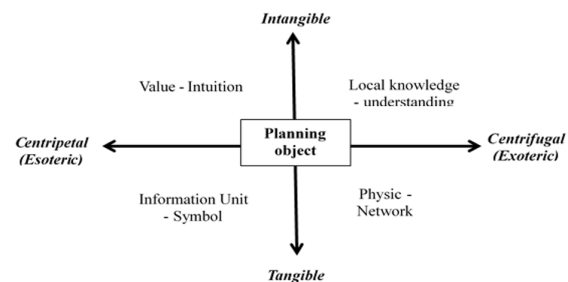 Intangible
Value - Intuition
Local knowledge
- understanding
Centripetal
(Esoteric)
Planning
object
Centrifugal
(Exoteric)
Information Unit
- Symbol
Physic -
Network
Tangible